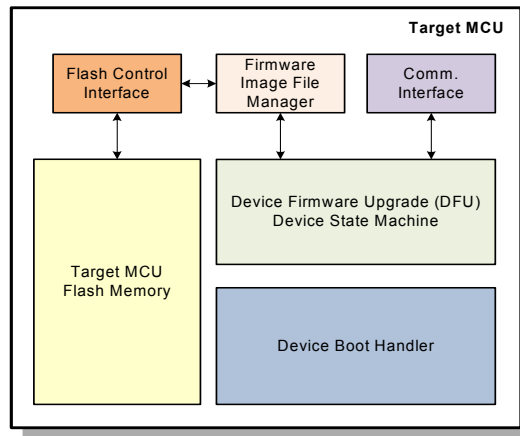 Target MCU
Flash Control
Interface
Firmware
Image File
Manager
Comm.
Interface
Device Firmware Upgrade (DFU)
Device State Machine
Target MCU
Flash Memory
Device Boot Handler